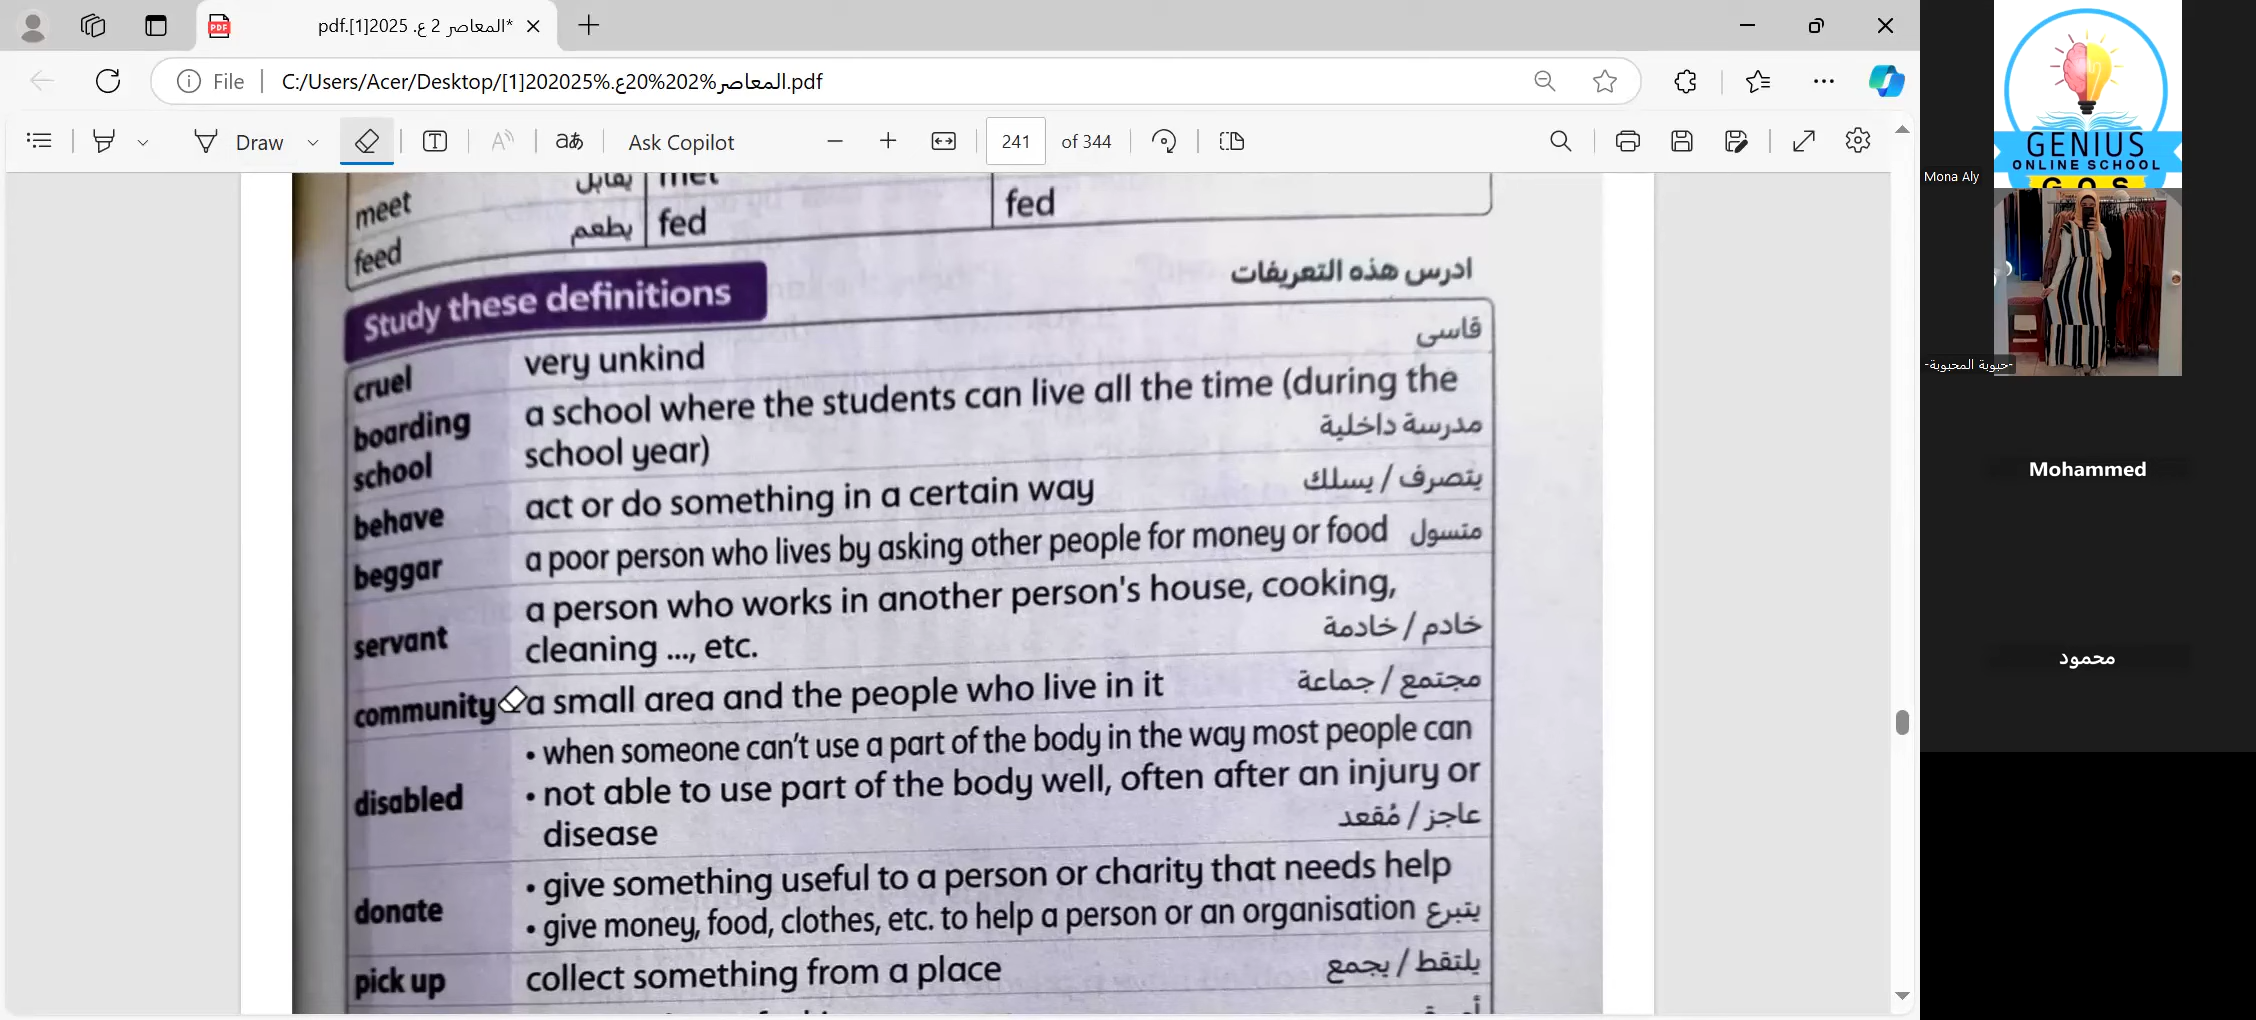 المعاصر 2 ع. 2025[1].pdf*
File
C:/Users/Acer/Desktop/[1]202025%.ع20%202%المعاصر.pdf
Draw
Ask Copilot
241 of 344
meet يقابل met
feed يطعم fed fed
Study these definitions ادرس هذه التعريفات
cruel very unkind قاسى
boarding school a school where the students can live all the time (during the
school year) مدرسة داخلية
behave act or do something in a certain way يتصرف / يسلك
beggar a poor person who lives by asking other people for money or food متسول
servant a person who works in another person's house, cooking,
cleaning ..., etc. خادم / خادمة
community a small area and the people who live in it مجتمع / جماعة
disabled • when someone can't use a part of the body in the way most people can
• not able to use part of the body well, often after an injury or
disease عاجز / مُقعد
donate • give something useful to a person or charity that needs help
• give money, food, clothes, etc. to help a person or an organisation يتبرع
pick up collect something from a place يلتقط / يجمع
GENIUS
ONLINE SCHOOL
GOS
Mona Aly
-حبوبة المحبوبة-
Mohammed
محمود